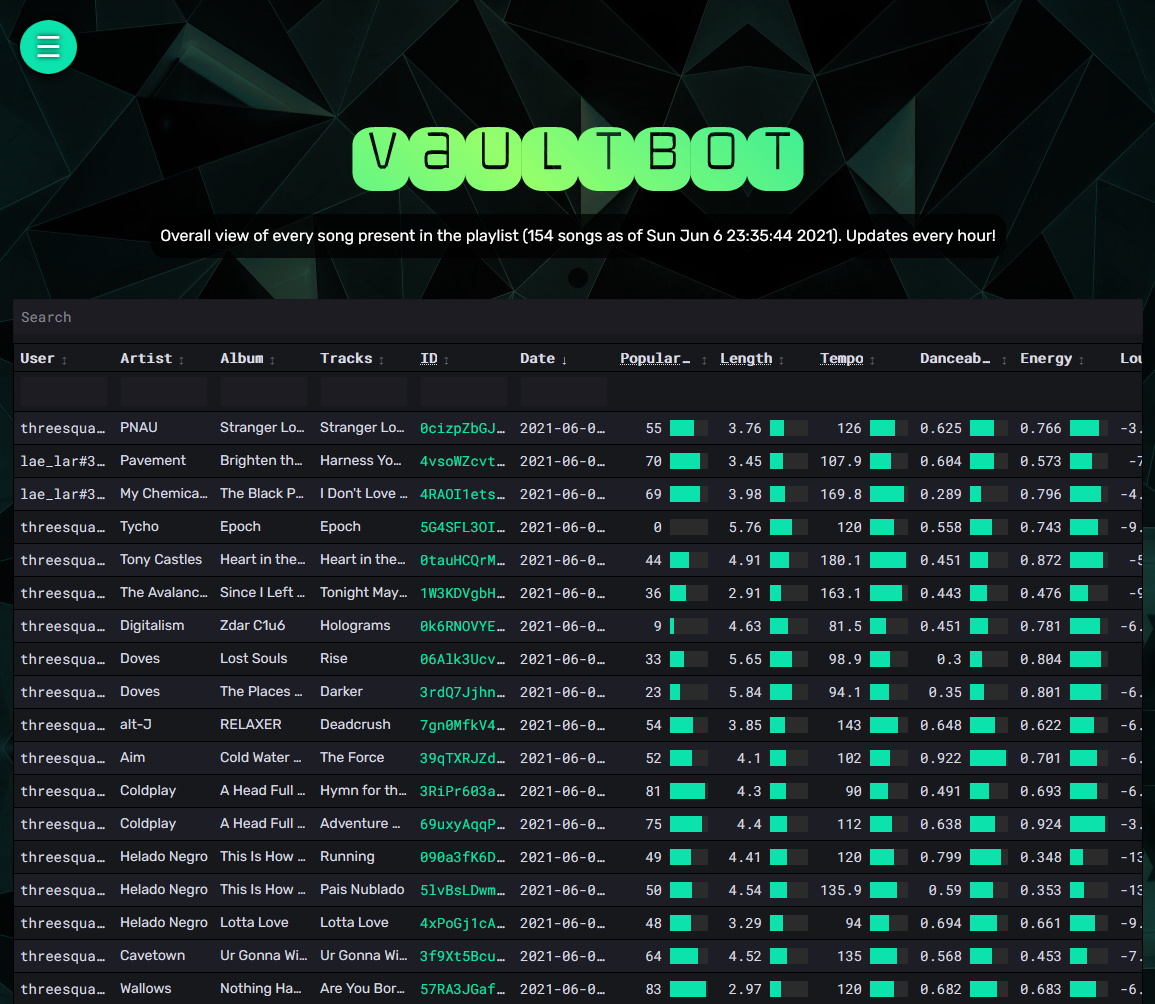 VaULTBOT
Overall view of every song present in the playlist (154 songs as of Sun Jun 6 23:35:44 2021). Updates every hour!
Search
User ↕ Artist ↕ Album ↕ Tracks ↕ ID ↕ Date ↓ Popular… ↕ Length ↕ Tempo ↕ Danceab… ↕ Energy ↕ Lou
threesqua… PNAU Stranger Lo… Stranger Lo… 0cizpZbGJ… 2021-06-0… 55 3.76 126 0.625 0.766 -3.
lae_lar#3… Pavement Brighten th… Harness Yo… 4vsoWZcvt… 2021-06-0… 70 3.45 107.9 0.604 0.573 -7
lae_lar#3… My Chemica… The Black P… I Don't Love … 4RAOI1ets… 2021-06-0… 69 3.98 169.8 0.289 0.796 -4.
threesqua… Tycho Epoch Epoch 5G4SFL3OI… 2021-06-0… 0 5.76 120 0.558 0.743 -9.
threesqua… Tony Castles Heart in the… Heart in the… 0tauHCQrM… 2021-06-0… 44 4.91 180.1 0.451 0.872 -5
threesqua… The Avalanc… Since I Left … Tonight May… 1W3KDVgbH… 2021-06-0… 36 2.91 163.1 0.443 0.476 -9
threesqua… Digitalism Zdar C1u6 Holograms 0k6RNOVYE… 2021-06-0… 9 4.63 81.5 0.451 0.781 -6.
threesqua… Doves Lost Souls Rise 06Alk3Ucv… 2021-06-0… 33 5.65 98.9 0.3 0.804
threesqua… Doves The Places … Darker 3rdQ7Jjhn… 2021-06-0… 23 5.84 94.1 0.35 0.801 -6.
threesqua… alt-J RELAXER Deadcrush 7gn0MfkV4… 2021-06-0… 54 3.85 143 0.648 0.622 -6.
threesqua… Aim Cold Water … The Force 39qTXRJZd… 2021-06-0… 52 4.1 102 0.922 0.701 -6.
threesqua… Coldplay A Head Full … Hymn for th… 3RiPr603a… 2021-06-0… 81 4.3 90 0.491 0.693 -6.
threesqua… Coldplay A Head Full … Adventure … 69uxyAqqP… 2021-06-0… 75 4.4 112 0.638 0.924 -3.
threesqua… Helado Negro This Is How … Running 090a3fK6D… 2021-06-0… 49 4.41 120 0.799 0.348 -13
threesqua… Helado Negro This Is How … Pais Nublado 5lvBsLDwm… 2021-06-0… 50 4.54 135.9 0.59 0.353 -13
threesqua… Helado Negro Lotta Love Lotta Love 4xPoGj1cA… 2021-06-0… 48 3.29 94 0.694 0.661 -9.
threesqua… Cavetown Ur Gonna Wi… Ur Gonna Wi… 3f9Xt5Bcu… 2021-06-0… 64 4.52 135 0.568 0.453 -7.
threesqua… Wallows Nothing Ha… Are You Bor… 57RA3JGaf… 2021-06-0… 83 2.97 120 0.682 0.683 -6.